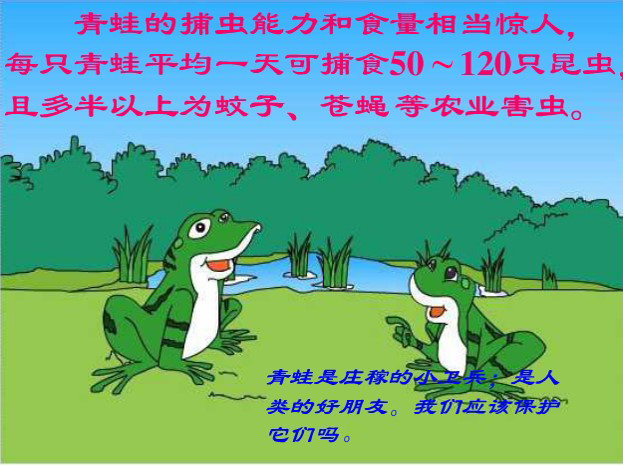 青蛙的捕虫能力和食量相当惊人，
每只青蛙平均一天可捕食50～120只昆虫，
且多半以上为蚊子、苍蝇等农业害虫。
青蛙是庄稼的小卫兵；是人
类的好朋友。我们应该保护
它们吗。